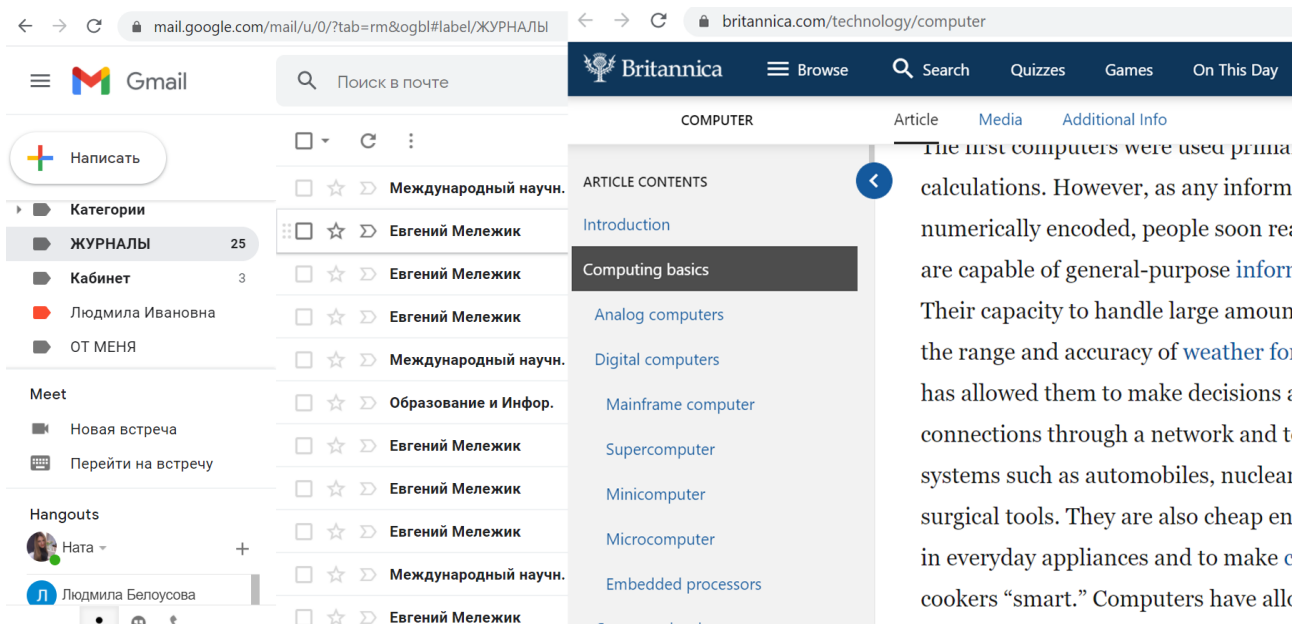 mail.google.com/mail/u/0/?tab=rm&ogbl#label/ЖУРНАЛЫ
Gmail
Поиск в почте
Написать
Категории
ЖУРНАЛЫ 25
Кабинет 3
Людмила Ивановна
ОТ МЕНЯ
Meet
Новая встреча
Перейти на встречу
Hangouts
Ната
Л Людмила Белоусова
Международный научн.
Евгений Мележик
Евгений Мележик
Евгений Мележик
Международный научн.
Образование и Инфор.
Евгений Мележик
Евгений Мележик
Евгений Мележик
Международный научн.
Евгений Мележик
britannica.com/technology/computer
Britannica Browse Search Quizzes Games On This Day
COMPUTER Article Media Additional Info
ARTICLE CONTENTS
Introduction
Computing basics
Analog computers
Digital computers
Mainframe computer
Supercomputer
Minicomputer
Microcomputer
Embedded processors
The first computers were used prima
calculations. However, as any inform
numerically encoded, people soon rea
are capable of general-purpose infor
Their capacity to handle large amoun
the range and accuracy of weather fo
has allowed them to make decisions a
connections through a network and t
systems such as automobiles, nuclear
surgical tools. They are also cheap en
in everyday appliances and to make c
cookers “smart.” Computers have allo